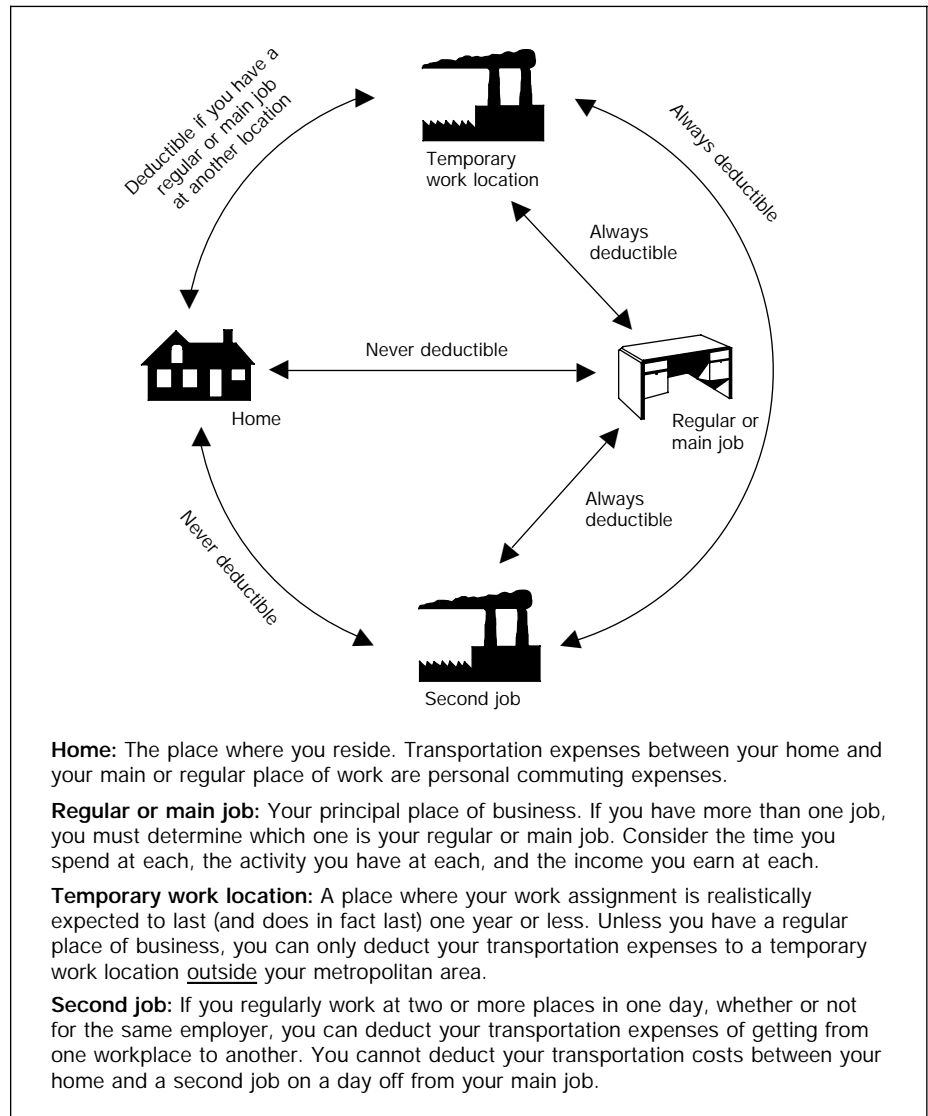 Deductible if you have a
regular or main job
at another location
Temporary
work location
Always deductible
Always
deductible
Never deductible
Home
Regular or
main job
Always
deductible
Never deductible
Second job
Home: The place where you reside. Transportation expenses between your home and
your main or regular place of work are personal commuting expenses.
Regular or main job: Your principal place of business. If you have more than one job,
you must determine which one is your regular or main job. Consider the time you
spend at each, the activity you have at each, and the income you earn at each.
Temporary work location: A place where your work assignment is realistically
expected to last (and does in fact last) one year or less. Unless you have a regular
place of business, you can only deduct your transportation expenses to a temporary
work location outside your metropolitan area.
Second job: If you regularly work at two or more places in one day, whether or not
for the same employer, you can deduct your transportation expenses of getting from
one workplace to another. You cannot deduct your transportation costs between your
home and a second job on a day off from your main job.